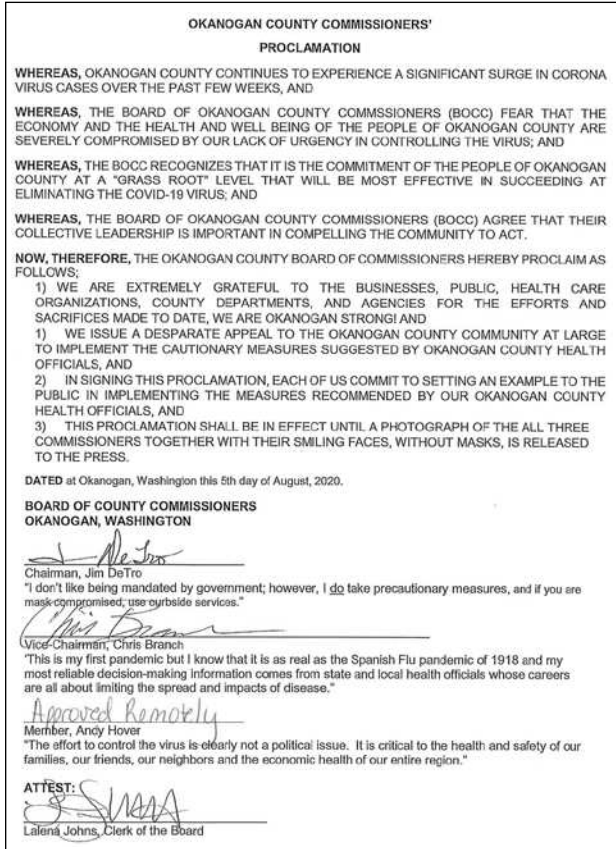 OKANOGAN COUNTY COMMISSIONERS'
PROCLAMATION
WHEREAS, OKANOGAN COUNTY CONTINUES TO EXPERIENCE A SIGNIFICANT SURGE IN CORONA
VIRUS CASES OVER THE PAST FEW WEEKS, AND
WHEREAS, THE BOARD OF OKANOGAN COUNTY COMMSSIONERS (BOCC) FEAR THAT THE
ECONOMY AND THE HEALTH AND WELL BEING OF THE PEOPLE OF OKANOGAN COUNTY ARE
SEVERELY COMPROMISED BY OUR LACK OF URGENCY IN CONTROLLING THE VIRUS; AND
WHEREAS, THE BOCC RECOGNIZES THAT IT IS THE COMMITMENT OF THE PEOPLE OF OKANOGAN
COUNTY AT A "GRASS ROOT" LEVEL THAT WILL BE MOST EFFECTIVE IN SUCCEEDING AT
ELIMINATING THE COVID-19 VIRUS; AND
WHEREAS, THE BOARD OF OKANOGAN COUNTY COMMISSIONERS (BOCC) AGREE THAT THEIR
COLLECTIVE LEADERSHIP IS IMPORTANT IN COMPELLING THE COMMUNITY TO ACT.
NOW, THEREFORE, THE OKANOGAN COUNTY BOARD OF COMMISSIONERS HEREBY PROCLAIM AS
FOLLOWS;
1) WE ARE EXTREMELY GRATEFUL TO THE BUSINESSES, PUBLIC, HEALTH CARE
ORGANIZATIONS, COUNTY DEPARTMENTS, AND AGENCIES FOR THE EFFORTS AND
SACRIFICES MADE TO DATE, WE ARE OKANOGAN STRONG! AND
1) WE ISSUE A DESPARATE APPEAL TO THE OKANOGAN COUNTY COMMUNITY AT LARGE
TO IMPLEMENT THE CAUTIONARY MEASURES SUGGESTED BY OKANOGAN COUNTY HEALTH
OFFICIALS, AND
2) IN SIGNING THIS PROCLAMATION, EACH OF US COMMIT TO SETTING AN EXAMPLE TO THE
PUBLIC IN IMPLEMENTING THE MEASURES RECOMMENDED BY OUR OKANOGAN COUNTY
HEALTH OFFICIALS, AND
3) THIS PROCLAMATION SHALL BE IN EFFECT UNTIL A PHOTOGRAPH OF THE ALL THREE
COMMISSIONERS TOGETHER WITH THEIR SMILING FACES, WITHOUT MASKS, IS RELEASED
TO THE PRESS.
DATED at Okanogan, Washington this 5th day of August, 2020.
BOARD OF COUNTY COMMISSIONERS
OKANOGAN, WASHINGTON
J DeTro
Chairman, Jim DeTro
"I don't like being mandated by government; however, I do take precautionary measures, and if you are
mask compromised, use curbside services."
Chris Branch
Vice-Chairman, Chris Branch
'This is my first pandemic but I know that it is as real as the Spanish Flu pandemic of 1918 and my
most reliable decision-making information comes from state and local health officials whose careers
are all about limiting the spread and impacts of disease."
Approved Remotely
Member, Andy Hover
"The effort to control the virus is clearly not a political issue. It is critical to the health and safety of our
families, our friends, our neighbors and the economic health of our entire region."
ATTEST:
Lalena Johns, Clerk of the Board